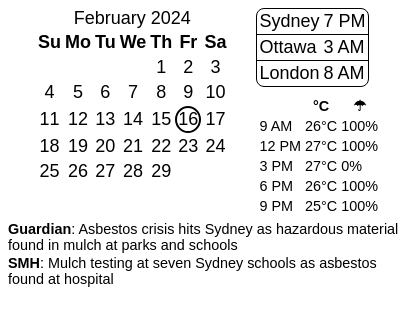 February 2024
Su Mo Tu We Th Fr Sa
1 2 3
4 5 6 7 8 9 10
11 12 13 14 15 16 17
18 19 20 21 22 23 24
25 26 27 28 29
Sydney 7 PM
Ottawa 3 AM
London 8 AM
°C ☂
9 AM 26°C 100%
12 PM 27°C 100%
3 PM 27°C 0%
6 PM 26°C 100%
9 PM 25°C 100%
Guardian: Asbestos crisis hits Sydney as hazardous material
found in mulch at parks and schools
SMH: Mulch testing at seven Sydney schools as asbestos
found at hospital